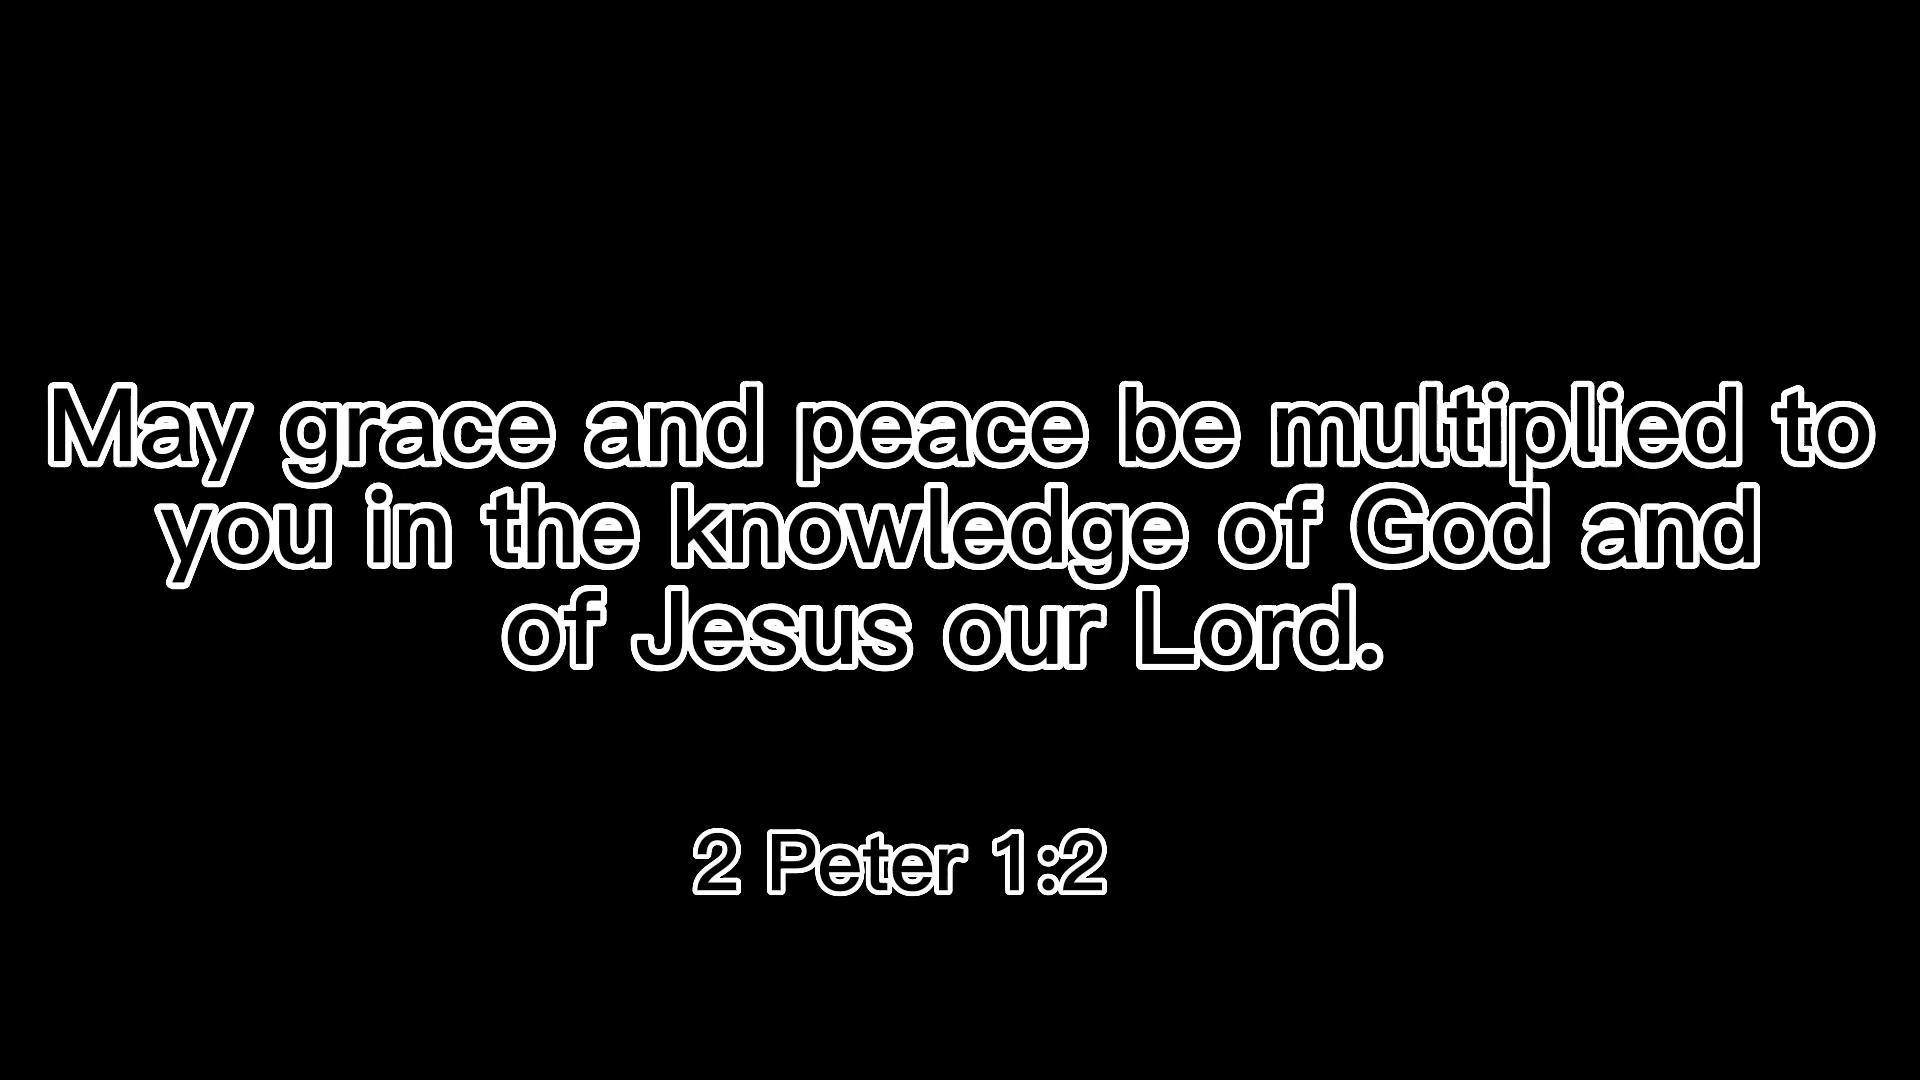 May grace and peace be multiplied to
you in the knowledge of God and
of Jesus our Lord.
2 Peter 1:2